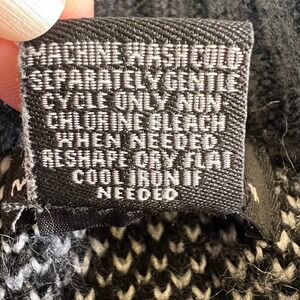 MACHINE WASH COLD
SEPARATELY GENTLE
CYCLE ONLY NON
CHLORINE BLEACH
WHEN NEEDED
RESHAPE DRY FLAT
COOL IRON IF
NEEDED